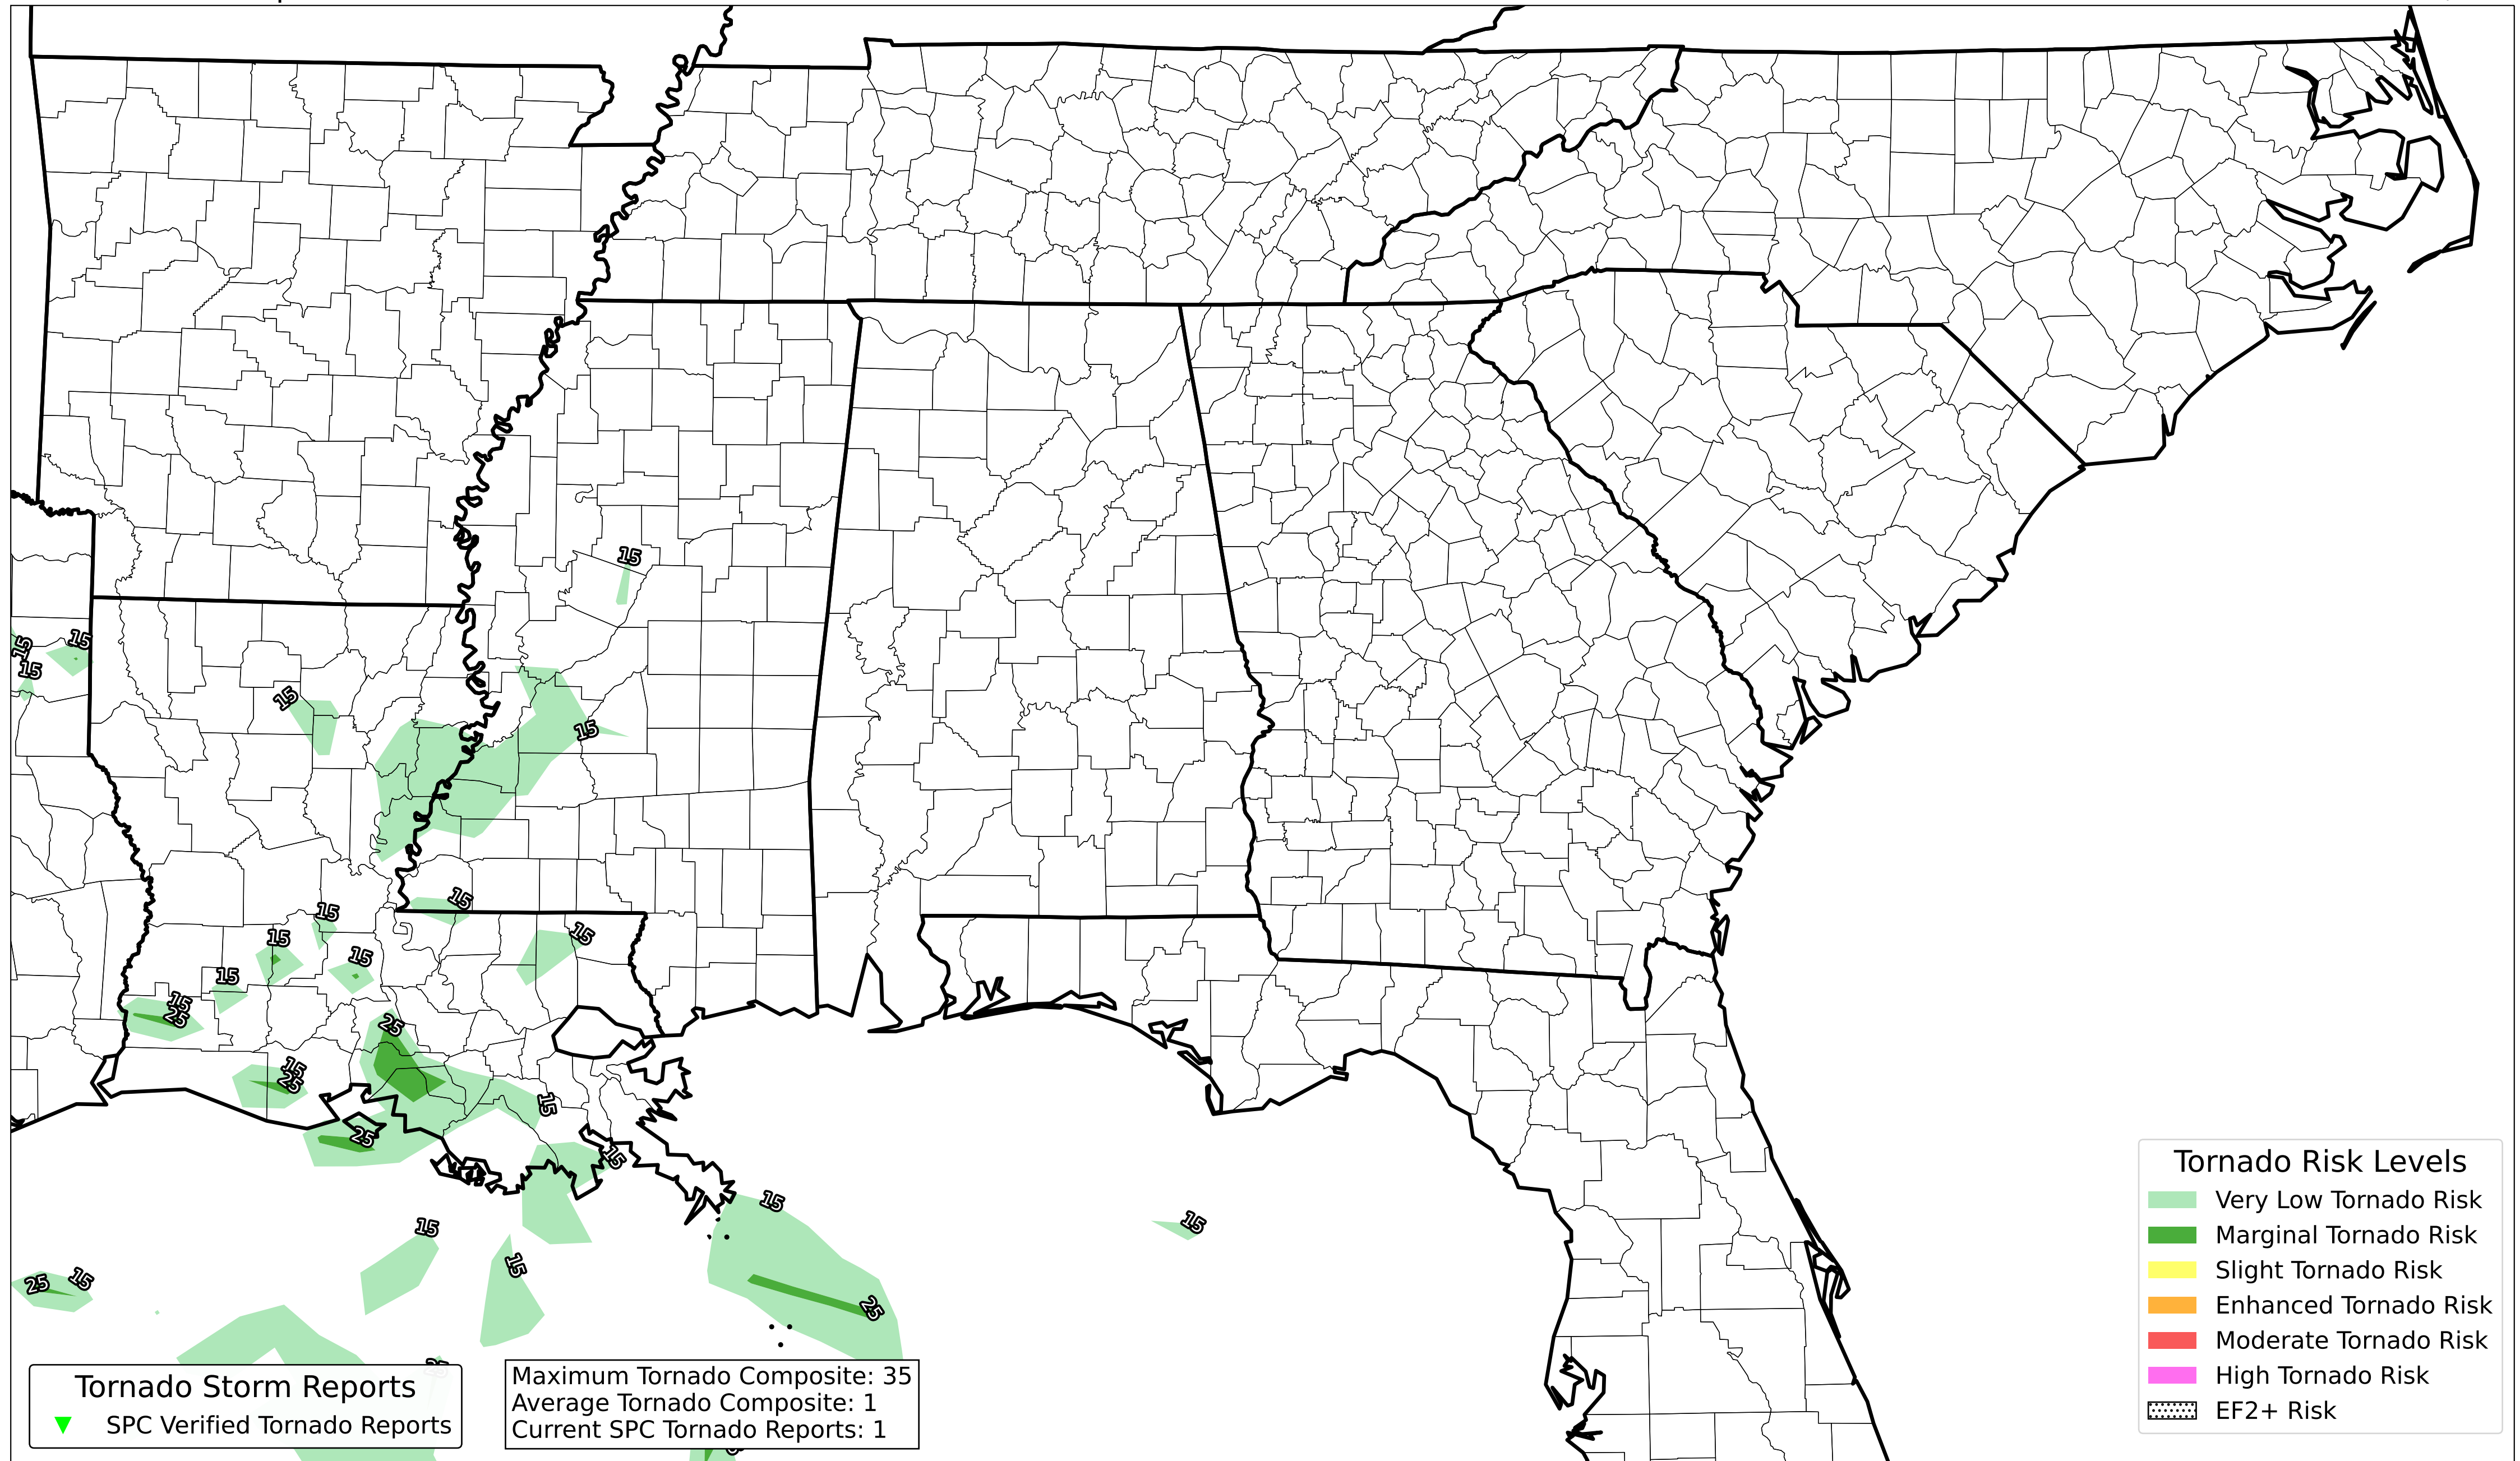 15
15
15
15
15
15
15
15
15
15
15
15
15
25
25
15
25
15
25
15
15
15
15
25
15
15
25
Tornado Risk Levels
Very Low Tornado Risk
Marginal Tornado Risk
Slight Tornado Risk
Enhanced Tornado Risk
Moderate Tornado Risk
High Tornado Risk
EF2+ Risk
Tornado Storm Reports
SPC Verified Tornado Reports
Maximum Tornado Composite: 35
Average Tornado Composite: 1
Current SPC Tornado Reports: 1